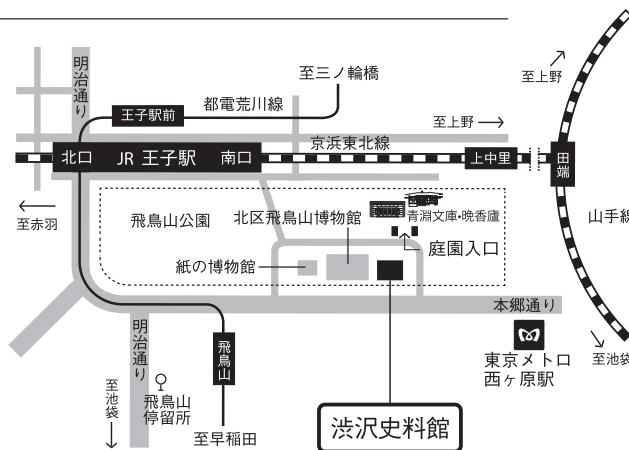 至三ノ輪橋
明治通り
都電荒川線
王子駅前
至上野
至上野
京浜東北線
北口
JR 王子駅
南口
上中里
田端
至赤羽
飛鳥山公園
北区飛鳥山博物館
青淵文庫・晩香廬
山手線
庭園入口
紙の博物館
本郷通り
明治通り
飛鳥山
東京メトロ
西ヶ原駅
至池袋
至池袋
飛鳥山
停留所
至早稲田
渋沢史料館